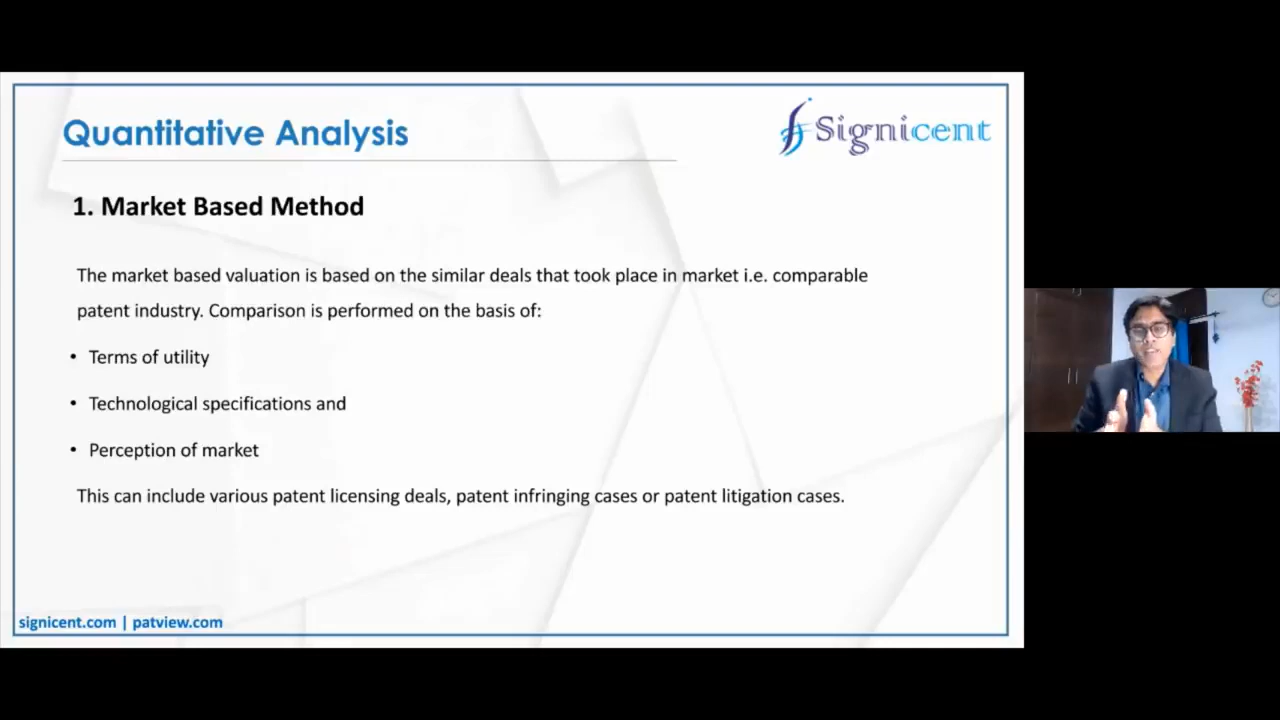 Quantitative Analysis
Signicent
1. Market Based Method
The market based valuation is based on the similar deals that took place in market i.e. comparable
patent industry. Comparison is performed on the basis of:
• Terms of utility
• Technological specifications and
• Perception of market
This can include various patent licensing deals, patent infringing cases or patent litigation cases.
signicent.com | patview.com